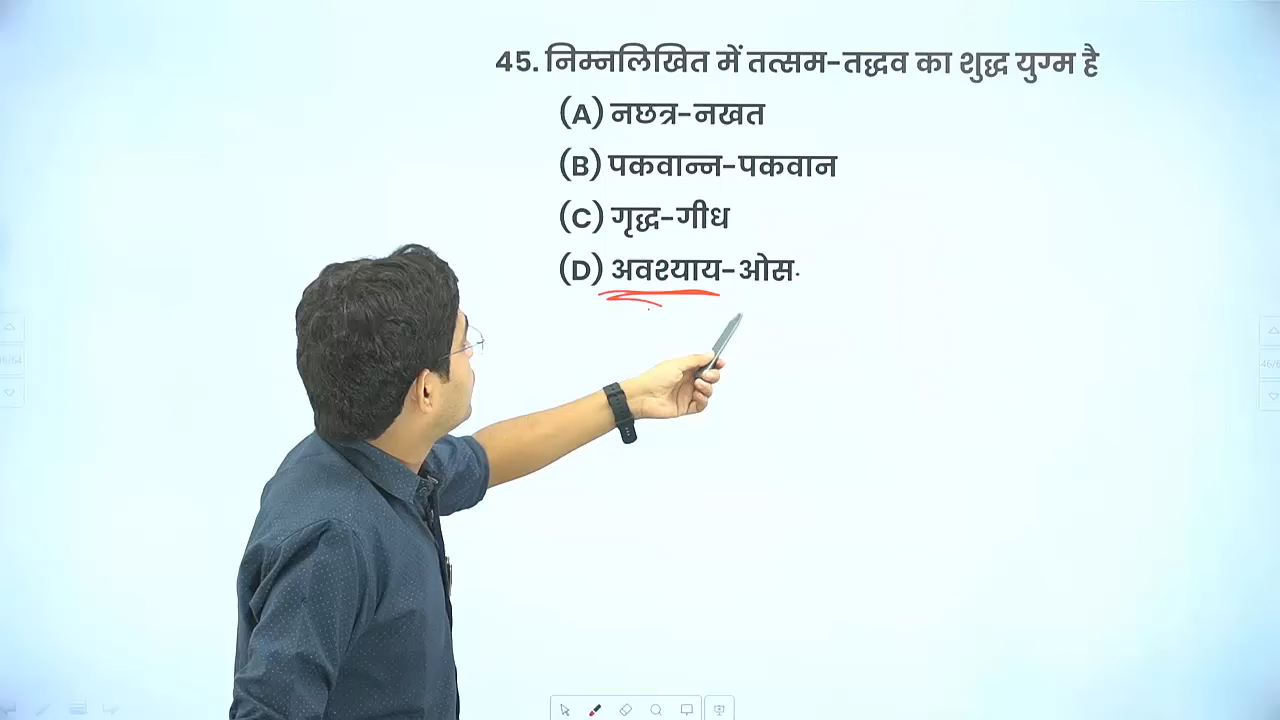 45. निम्नलिखित में तत्सम-तद्भव का शुद्ध युग्म है
(A) नछत्र-नखत
(B) पकवान्न-पकवान
(C) गृद्ध-गीध
(D) अवश्याय-ओस